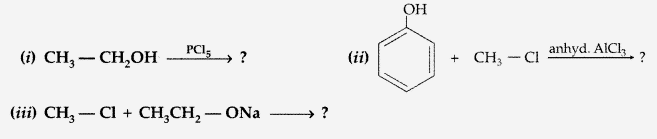 OH
(i) CH₃ — CH₂OH —PCl₅→ ? (ii) + CH₃ — Cl —anhyd. AlCl₃→ ?
(iii) CH₃ — Cl + CH₃CH₂ — ONa ⟶ ?